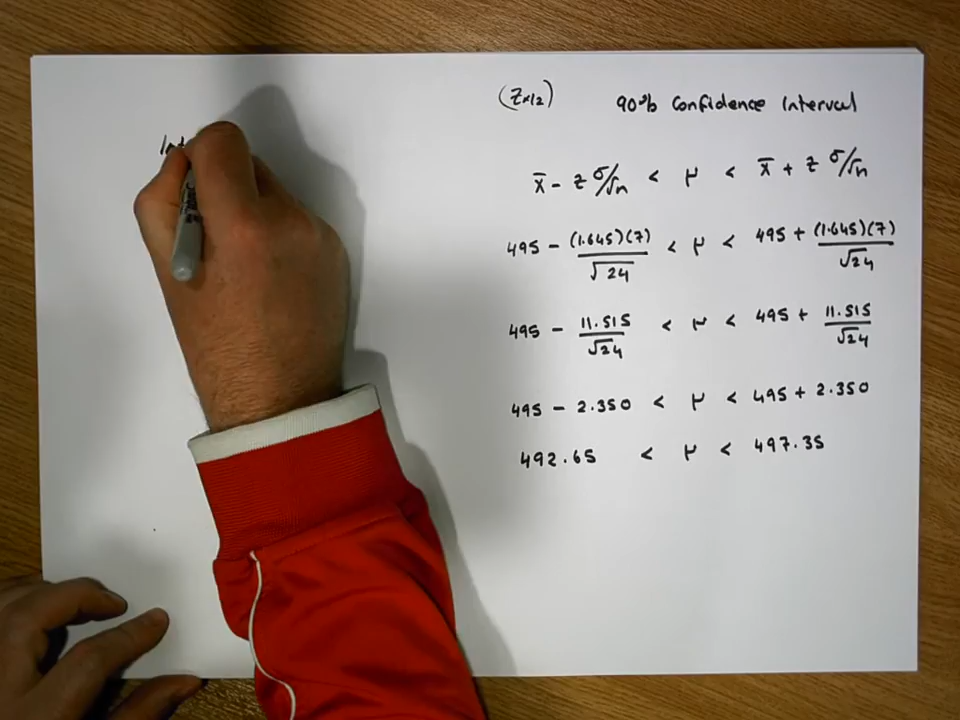 (Zα/2) 90% Confidence Interval
x̄ - z σ/√n < μ < x̄ + z σ/√n
495 - (1.645)(7)/√24 < μ < 495 + (1.645)(7)/√24
495 - 11.515/√24 < μ < 495 + 11.515/√24
495 - 2.350 < μ < 495 + 2.350
492.65 < μ < 497.35